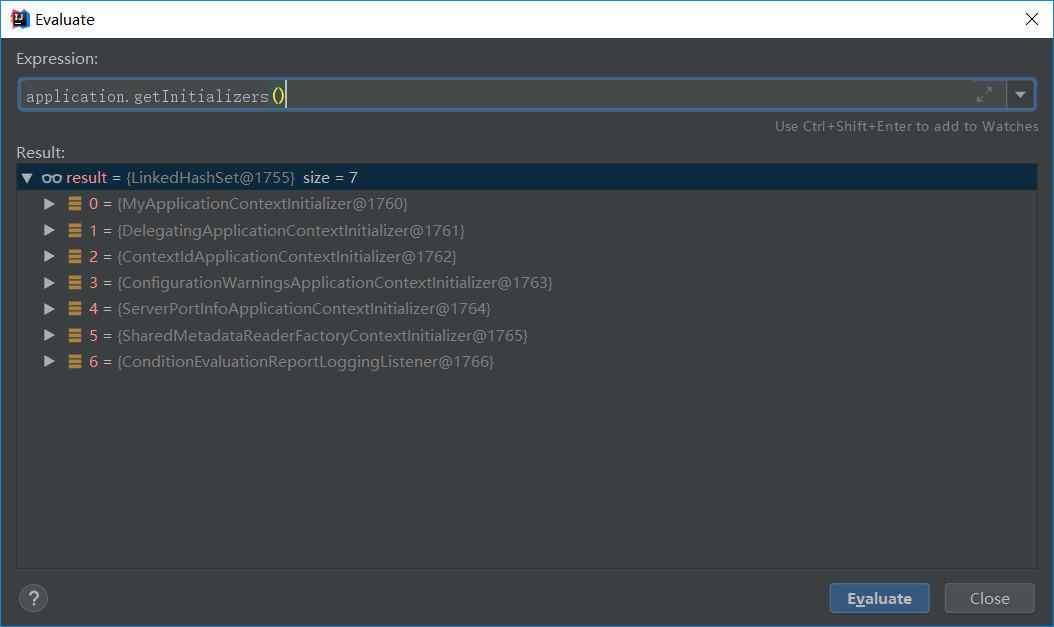 Evaluate
Expression:
application.getInitializers()
Use Ctrl+Shift+Enter to add to Watches
Result:
result = {LinkedHashSet@1755} size = 7
0 = {MyApplicationContextInitializer@1760}
1 = {DelegatingApplicationContextInitializer@1761}
2 = {ContextIdApplicationContextInitializer@1762}
3 = {ConfigurationWarningsApplicationContextInitializer@1763}
4 = {ServerPortInfoApplicationContextInitializer@1764}
5 = {SharedMetadataReaderFactoryContextInitializer@1765}
6 = {ConditionEvaluationReportLoggingListener@1766}
? Evaluate Close